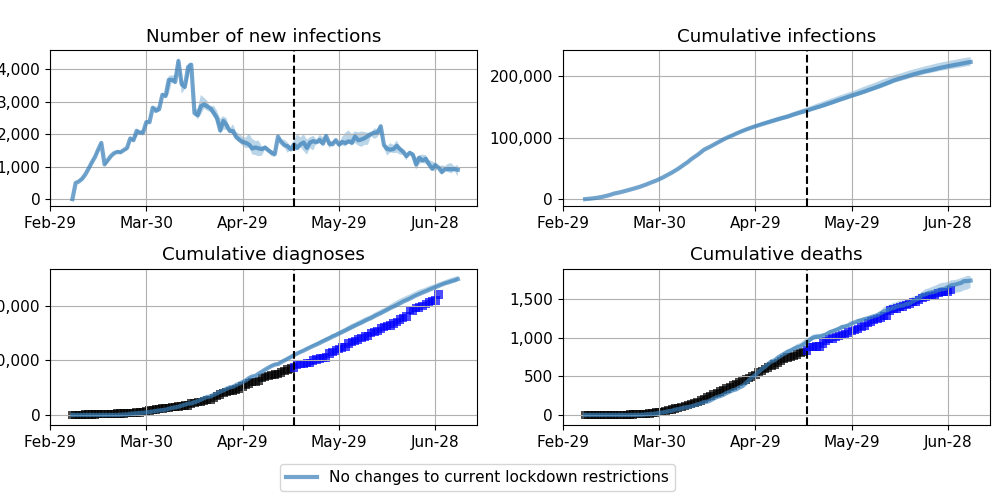 Number of new infections
Cumulative infections
4,000
3,000
2,000
1,000
0
200,000
100,000
0
Feb-29 Mar-30 Apr-29 May-29 Jun-28
Feb-29 Mar-30 Apr-29 May-29 Jun-28
Cumulative diagnoses
Cumulative deaths
0,000
0,000
0
1,500
1,000
500
0
Feb-29 Mar-30 Apr-29 May-29 Jun-28
Feb-29 Mar-30 Apr-29 May-29 Jun-28
No changes to current lockdown restrictions